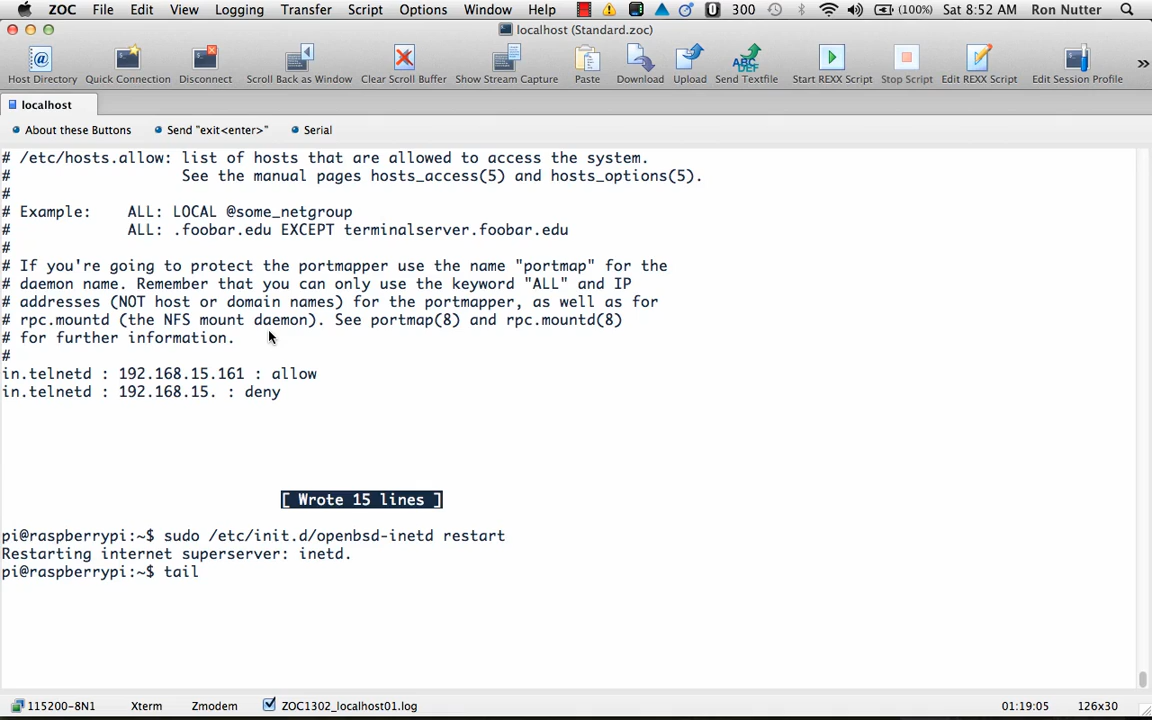 ZOC File Edit View Logging Transfer Script Options Window Help 300 (100%) Sat 8:52 AM Ron Nutter
localhost (Standard.zoc)
Host Directory Quick Connection Disconnect Scroll Back as Window Clear Scroll Buffer Show Stream Capture Paste Download Upload Send Textfile Start REXX Script Stop Script Edit REXX Script Edit Session Profile
localhost
About these Buttons Send "exit<enter>" Serial
# /etc/hosts.allow: list of hosts that are allowed to access the system.
# See the manual pages hosts_access(5) and hosts_options(5).
#
# Example: ALL: LOCAL @some_netgroup
# ALL: .foobar.edu EXCEPT terminalserver.foobar.edu
#
# If you're going to protect the portmapper use the name "portmap" for the
# daemon name. Remember that you can only use the keyword "ALL" and IP
# addresses (NOT host or domain names) for the portmapper, as well as for
# rpc.mountd (the NFS mount daemon). See portmap(8) and rpc.mountd(8)
# for further information.
#
in.telnetd : 192.168.15.161 : allow
in.telnetd : 192.168.15. : deny
[ Wrote 15 lines ]
pi@raspberrypi:~$ sudo /etc/init.d/openbsd-inetd restart
Restarting internet superserver: inetd.
pi@raspberrypi:~$ tail
115200-8N1 Xterm Zmodem ZOC1302_localhost01.log 01:19:05 126x30